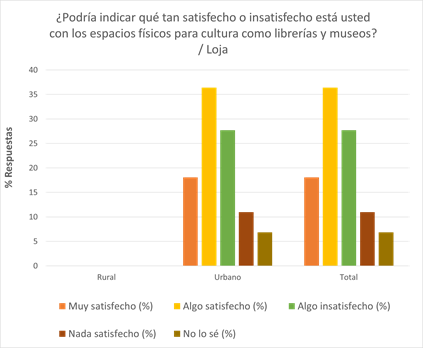 ¿Podría indicar qué tan satisfecho o insatisfecho está usted
con los espacios físicos para cultura como librerías y museos?
/ Loja
% Respuestas
40
35
30
25
20
15
10
5
0
Rural Urbano Total
Muy satisfecho (%) Algo satisfecho (%) Algo insatisfecho (%)
Nada satisfecho (%) No lo sé (%)